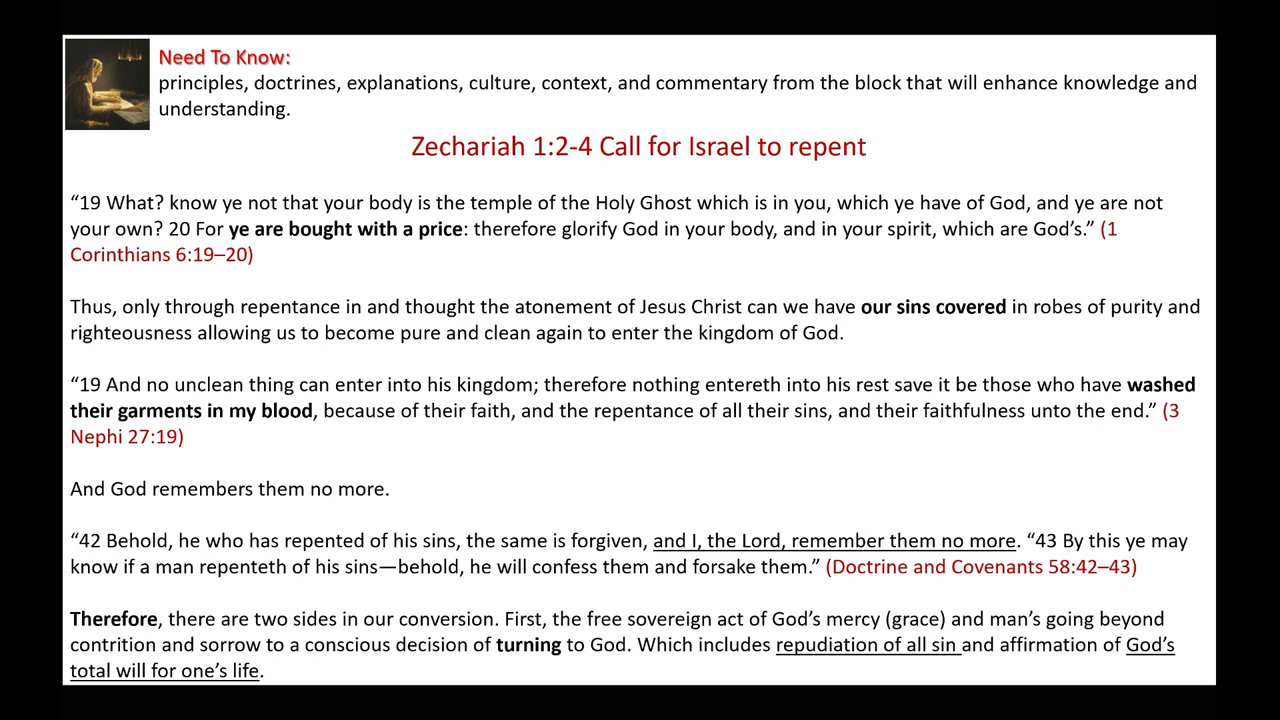 Need To Know:
principles, doctrines, explanations, culture, context, and commentary from the block that will enhance knowledge and
understanding.
Zechariah 1:2-4 Call for Israel to repent
“19 What? know ye not that your body is the temple of the Holy Ghost which is in you, which ye have of God, and ye are not
your own? 20 For ye are bought with a price: therefore glorify God in your body, and in your spirit, which are God’s.” (1
Corinthians 6:19–20)
Thus, only through repentance in and thought the atonement of Jesus Christ can we have our sins covered in robes of purity and
righteousness allowing us to become pure and clean again to enter the kingdom of God.
“19 And no unclean thing can enter into his kingdom; therefore nothing entereth into his rest save it be those who have washed
their garments in my blood, because of their faith, and the repentance of all their sins, and their faithfulness unto the end.” (3
Nephi 27:19)
And God remembers them no more.
“42 Behold, he who has repented of his sins, the same is forgiven, and I, the Lord, remember them no more. “43 By this ye may
know if a man repenteth of his sins—behold, he will confess them and forsake them.” (Doctrine and Covenants 58:42–43)
Therefore, there are two sides in our conversion. First, the free sovereign act of God’s mercy (grace) and man’s going beyond
contrition and sorrow to a conscious decision of turning to God. Which includes repudiation of all sin and affirmation of God’s
total will for one’s life.